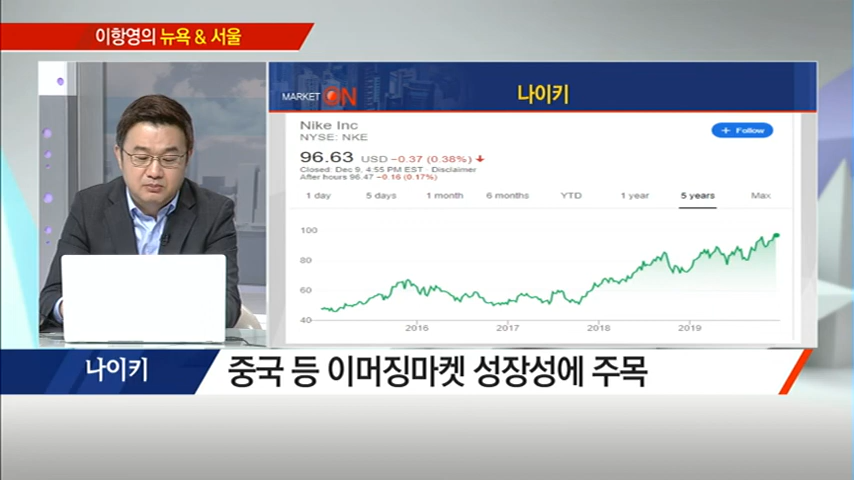 이항영의 뉴욕 & 서울
MARKET ON
나이키
Nike Inc
NYSE: NKE
+ Follow
96.63 USD −0.37 (0.38%)
Closed: Dec 9, 4:55 PM EST · Disclaimer
After hours 96.47 −0.16 (0.17%)
1 day 5 days 1 month 6 months YTD 1 year 5 years Max
100
80
60
40
2016 2017 2018 2019
나이키
중국 등 이머징마켓 성장성에 주목